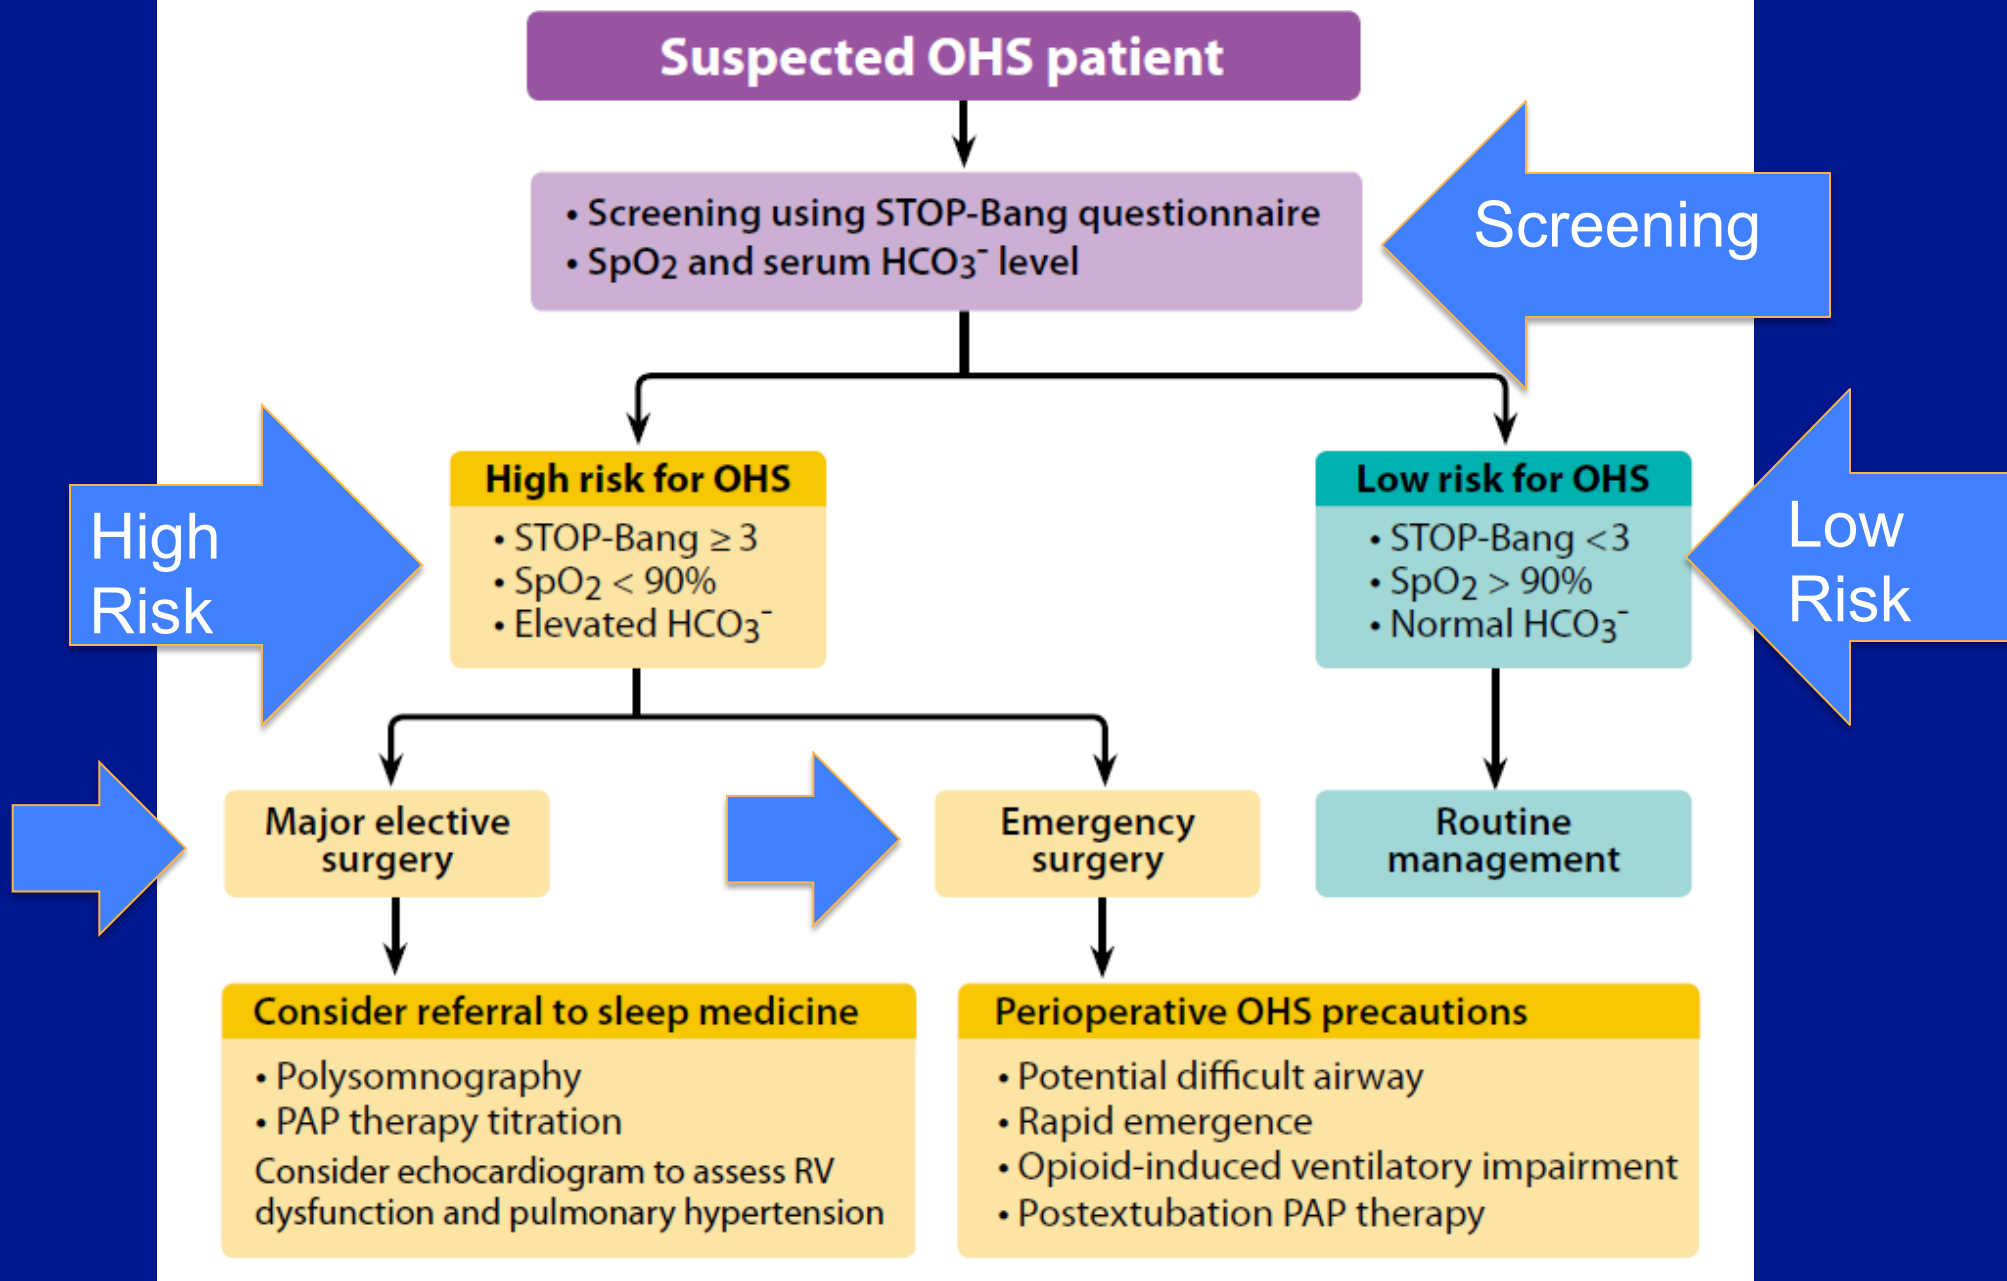 Suspected OHS patient
• Screening using STOP-Bang questionnaire
• SpO2 and serum HCO3⁻ level
Screening
High risk for OHS
• STOP-Bang ≥ 3
• SpO2 < 90%
• Elevated HCO3⁻
High
Risk
Low risk for OHS
• STOP-Bang <3
• SpO2 > 90%
• Normal HCO3⁻
Low
Risk
Major elective
surgery
Emergency
surgery
Routine
management
Consider referral to sleep medicine
• Polysomnography
• PAP therapy titration
Consider echocardiogram to assess RV
dysfunction and pulmonary hypertension
Perioperative OHS precautions
• Potential difficult airway
• Rapid emergence
• Opioid-induced ventilatory impairment
• Postextubation PAP therapy